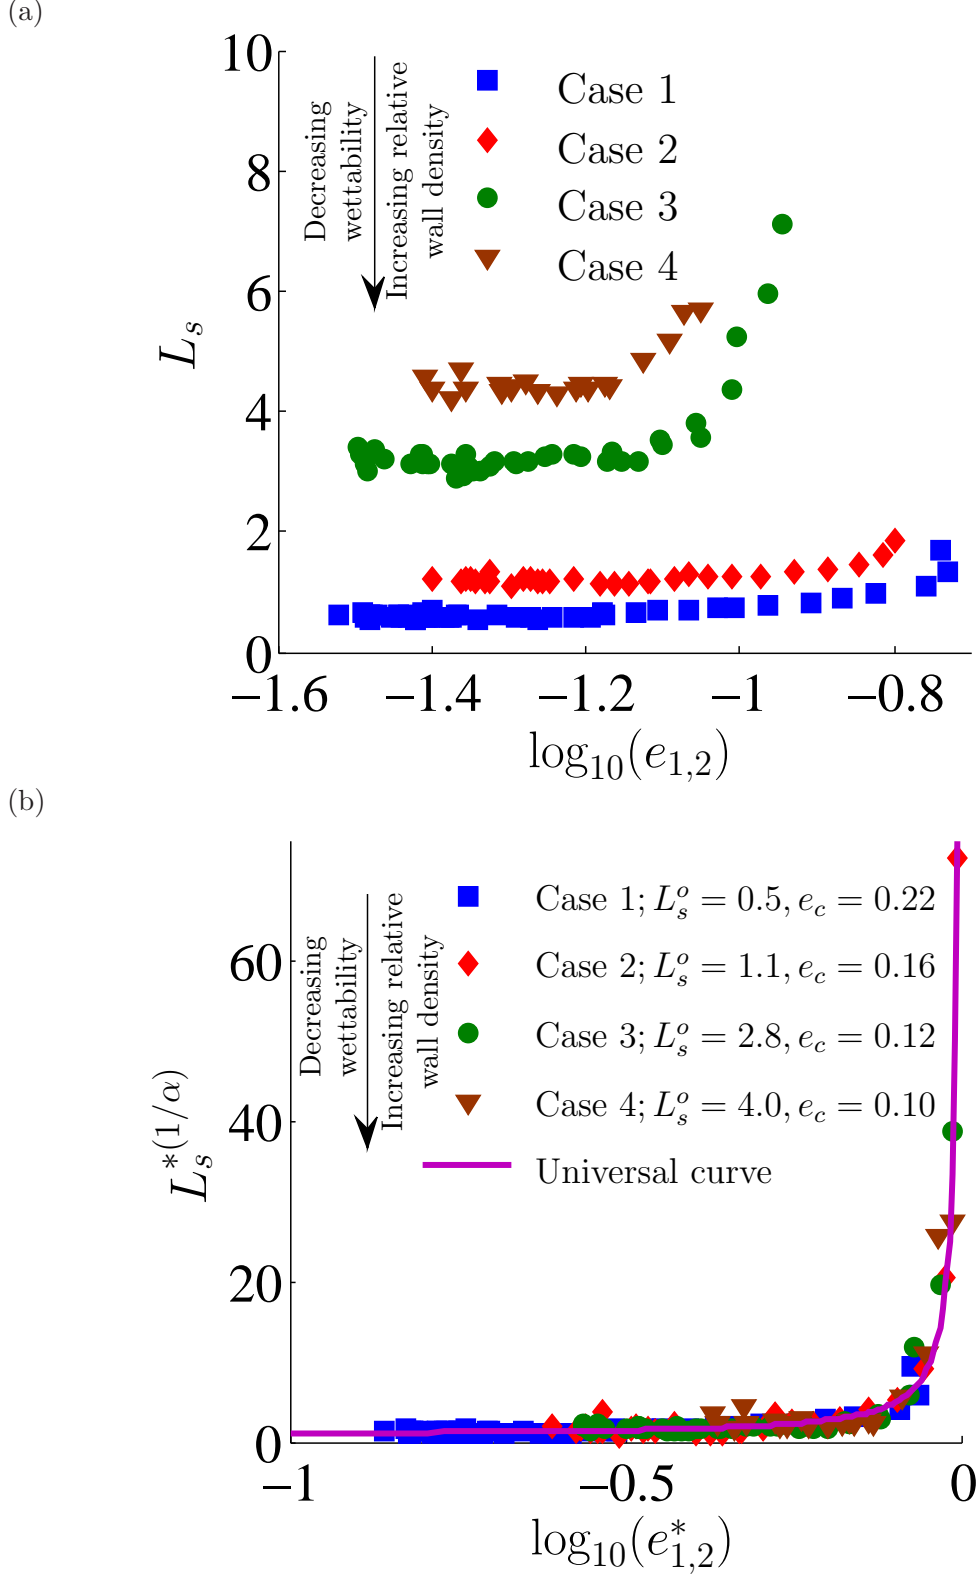 (a)
10
8
6
4
2
0
L_s
Decreasing
wettability
Increasing relative
wall density
Case 1
Case 2
Case 3
Case 4
−1.6 −1.4 −1.2 −1 −0.8
log₁₀(e₁,₂)
(b)
60
40
20
0
L_s^{*(1/α)}
Decreasing
wettability
Increasing relative
wall density
Case 1; L_s^o = 0.5, e_c = 0.22
Case 2; L_s^o = 1.1, e_c = 0.16
Case 3; L_s^o = 2.8, e_c = 0.12
Case 4; L_s^o = 4.0, e_c = 0.10
Universal curve
−1 −0.5 0
log₁₀(e*₁,₂)